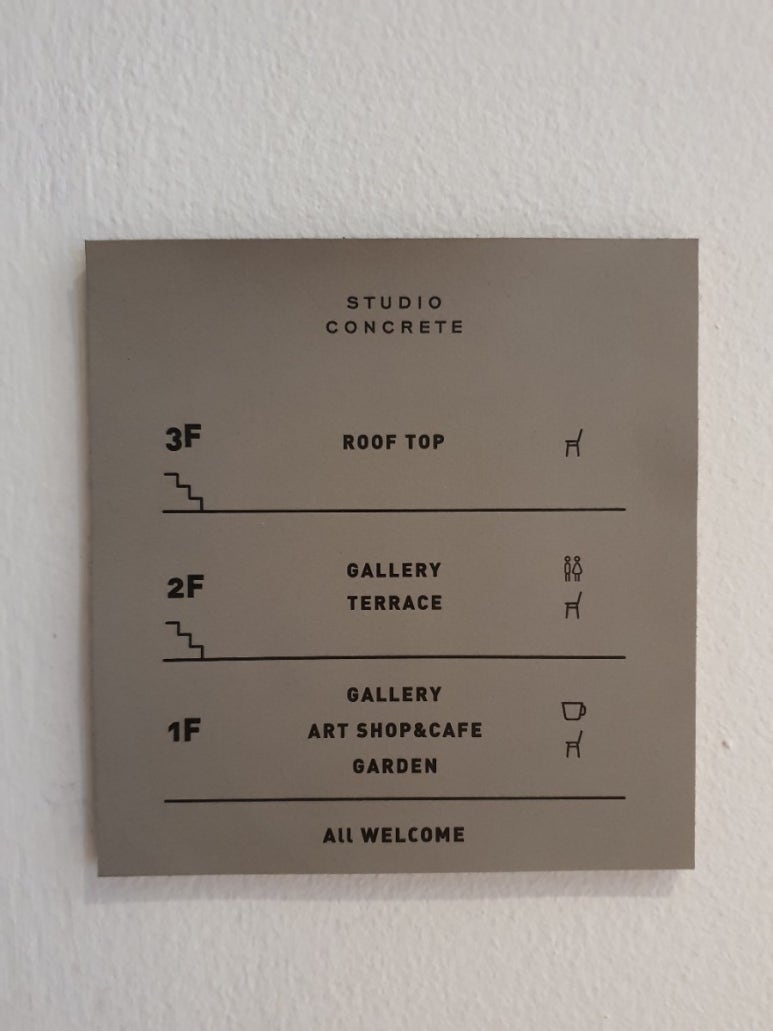 STUDIO
CONCRETE
3F ROOF TOP
2F GALLERY
TERRACE
GALLERY
1F ART SHOP&CAFE
GARDEN
All WELCOME